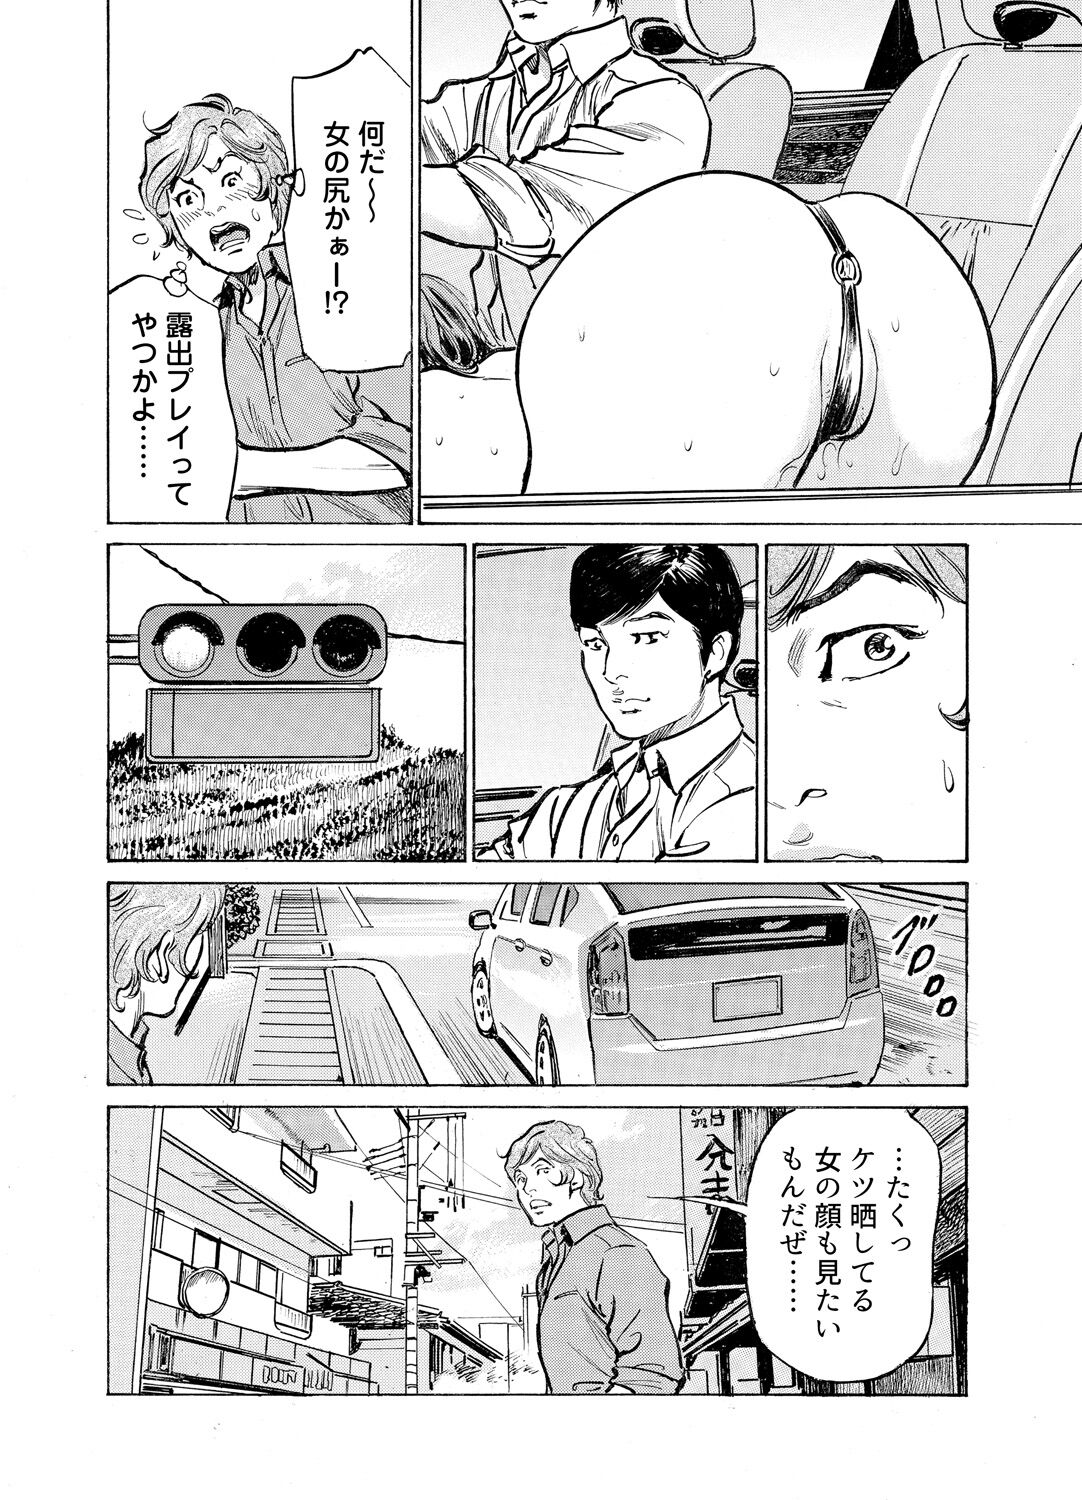 何だ〜〜
女の尻かぁー!?
露出プレイって
やつかよ……
ブロロロ
…たくっ
ケツ晒してる
女の顔も見たい
もんだぜ……